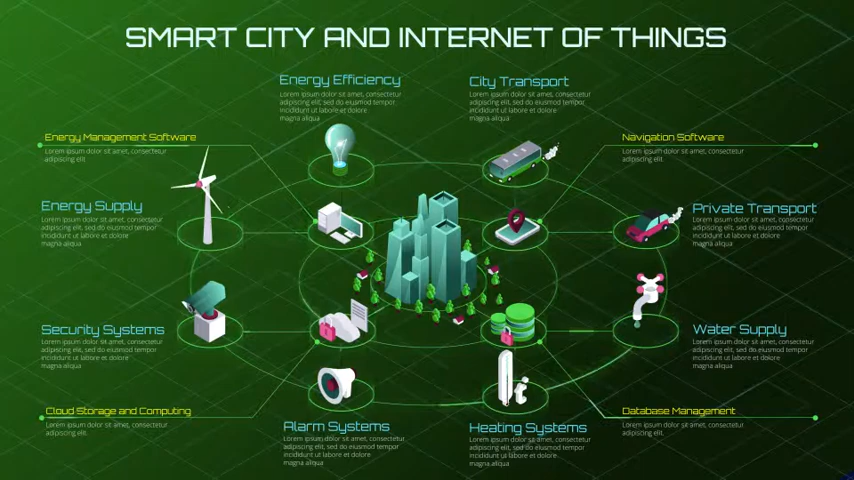 SMART CITY AND INTERNET OF THINGS
Energy Efficiency
Lorem ipsum dolor sit amet, consectetur
adipiscing elit, sed do eiusmod tempor
incididunt ut labore et dolore
magna aliqua
City Transport
Lorem ipsum dolor sit amet, consectetur
adipiscing elit, sed do eiusmod tempor
incididunt ut labore et dolore
magna aliqua
Energy Management Software
Lorem ipsum dolor sit amet, consectetur
adipiscing elit
Navigation Software
Lorem ipsum dolor sit amet, consectetur
adipiscing elit.
Energy Supply
Lorem ipsum dolor sit amet, consectetur
adipiscing elit, sed do eiusmod tempor
incididunt ut labore et dolore
magna aliqua
Private Transport
Lorem ipsum dolor sit amet, consectetur
adipiscing elit, sed do eiusmod tempor
incididunt ut labore et dolore
magna aliqua
Security Systems
Lorem ipsum dolor sit amet, consectetur
adipiscing elit, sed do eiusmod tempor
incididunt ut labore et dolore
magna aliqua
Water Supply
Lorem ipsum dolor sit amet, consectetur
adipiscing elit, sed do eiusmod tempor
incididunt ut labore et dolore
magna aliqua
Cloud Storage and Computing
Lorem ipsum dolor sit amet, consectetur
adipiscing elit.
Database Management
Lorem ipsum dolor sit amet, consectetur
adipiscing elit.
Alarm Systems
Lorem ipsum dolor sit amet, consectetur
adipiscing elit, sed do eiusmod tempor
incididunt ut labore et dolore
magna aliqua
Heating Systems
Lorem ipsum dolor sit amet, consectetur
adipiscing elit, sed do eiusmod tempor
incididunt ut labore et dolore
magna aliqua